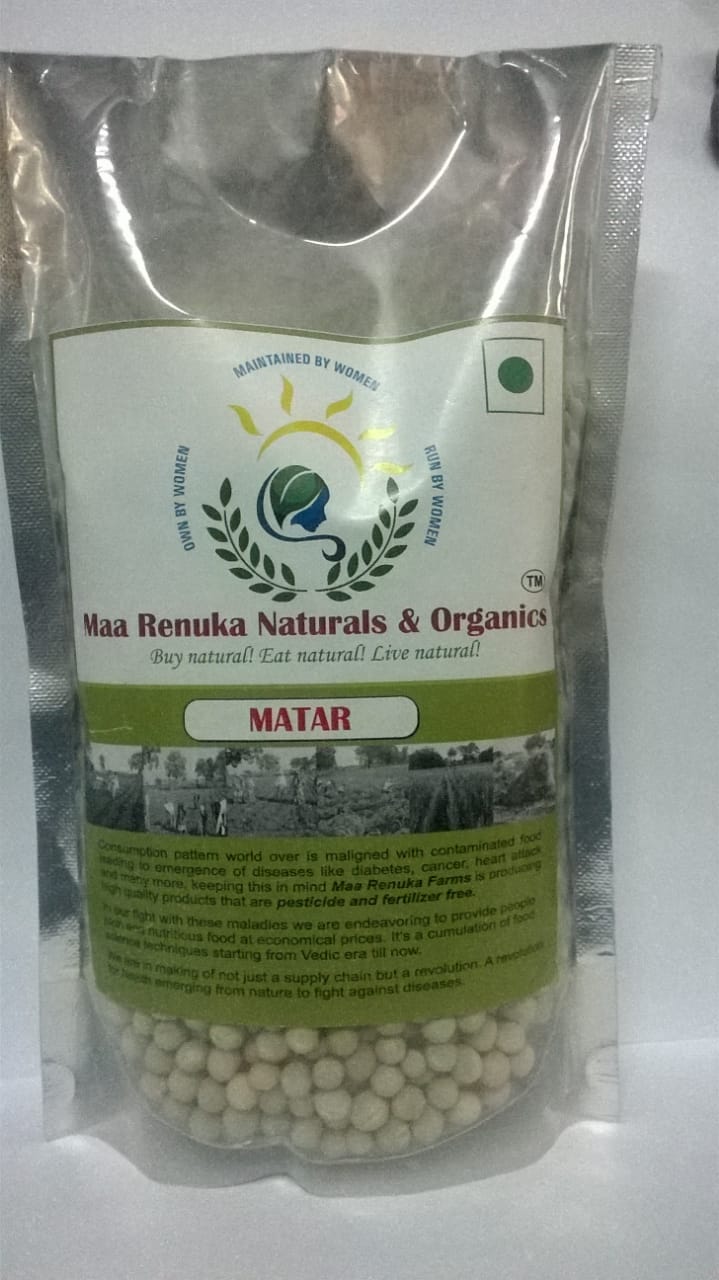 MAINTAINED BY WOMEN
OWN BY WOMEN
RUN BY WOMEN
TM
Maa Renuka Naturals & Organics
Buy natural! Eat natural! Live natural!
MATAR
Consumption pattern world over is maligned with contaminated food
leading to emergence of diseases like diabetes, cancer, heart attack
and many more, keeping this in mind Maa Renuka Farms is producing
high quality products that are pesticide and fertilizer free.
In our fight with these maladies we are endeavoring to provide people
and nutritious food at economical prices. It's a cumulation of food
science techniques starting from Vedic era till now.
We are in making of not just a supply chain but a revolution. A revolution
for health emerging from nature to fight against diseases.